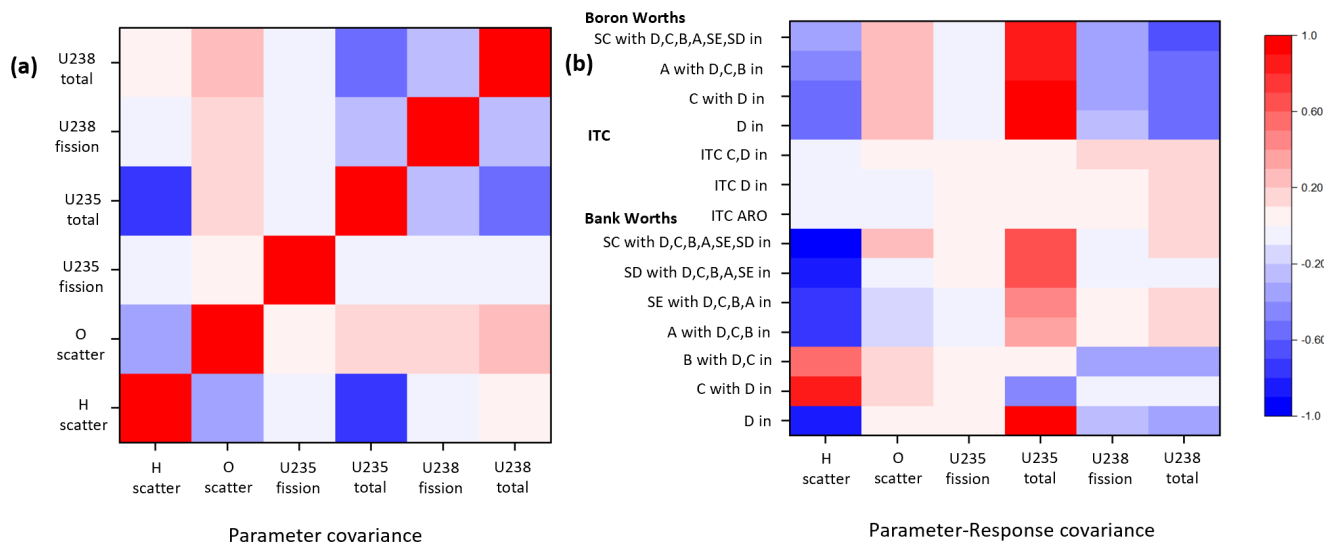 (a)
U238
total
U238
fission
U235
total
U235
fission
O
scatter
H
scatter
H
scatter
O
scatter
U235
fission
U235
total
U238
fission
U238
total
Parameter covariance
(b)
Boron Worths
SC with D,C,B,A,SE,SD in
A with D,C,B in
C with D in
D in
ITC
ITC C,D in
ITC D in
ITC ARO
Bank Worths
SC with D,C,B,A,SE,SD in
SD with D,C,B,A,SE in
SE with D,C,B,A in
A with D,C,B in
B with D,C in
C with D in
D in
H
scatter
O
scatter
U235
fission
U235
total
U238
fission
U238
total
Parameter-Response covariance
1.0
0.60
0.20
-0.20
-0.60
-1.0